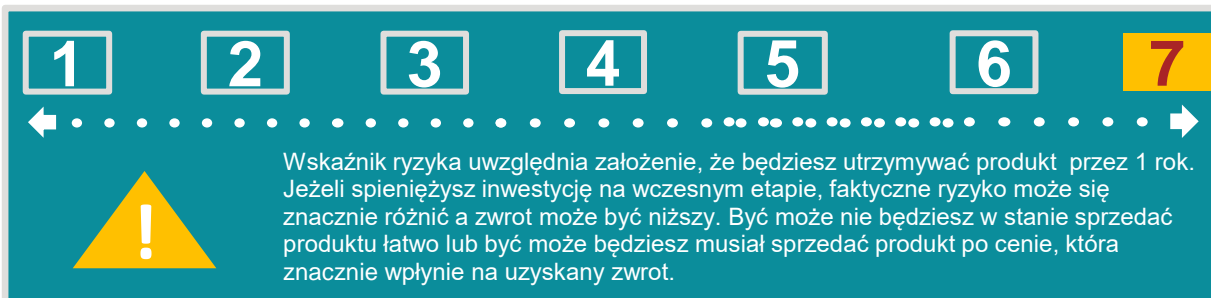 1 2 3 4 5 6 7
Wskaźnik ryzyka uwzględnia założenie, że będziesz utrzymywać produkt przez 1 rok.
Jeżeli spieniężysz inwestycję na wczesnym etapie, faktyczne ryzyko może się
znacznie różnić a zwrot może być niższy. Być może nie będziesz w stanie sprzedać
produktu łatwo lub być może będziesz musiał sprzedać produkt po cenie, która
znacznie wpłynie na uzyskany zwrot.
!